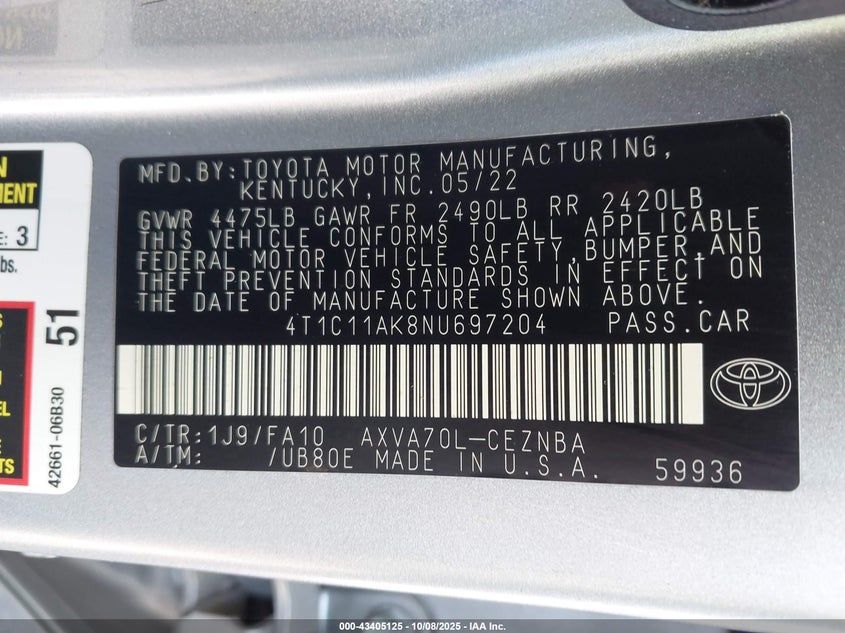 MFD.BY:TOYOTA MOTOR MANUFACTURING,
KENTUCKY,INC.05/22
GVWR 4475LB GAWR FR 2490LB RR 2420LB
THIS VEHICLE CONFORMS TO ALL APPLICABLE
FEDERAL MOTOR VEHICLE SAFETY,BUMPER,AND
THEFT PREVENTION STANDARDS IN EFFECT ON
THE DATE OF MANUFACTURE SHOWN ABOVE.
4T1C11AK8NU697204 PASS.CAR
C/TR:1J9/FA10 AXVA70L-CEZNBA
A/TM: /UB80E MADE IN U.S.A. 59936
MENT
E: 3
bs.
51
42661-06B30
000-43405125 - 10/08/2025 - IAA Inc.